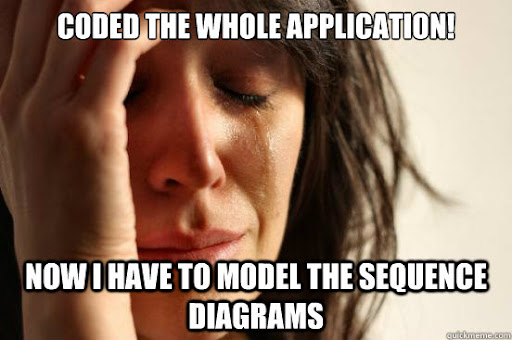 CODED THE WHOLE APPLICATION!
NOW I HAVE TO MODEL THE SEQUENCE
DIAGRAMS
quickmeme.com